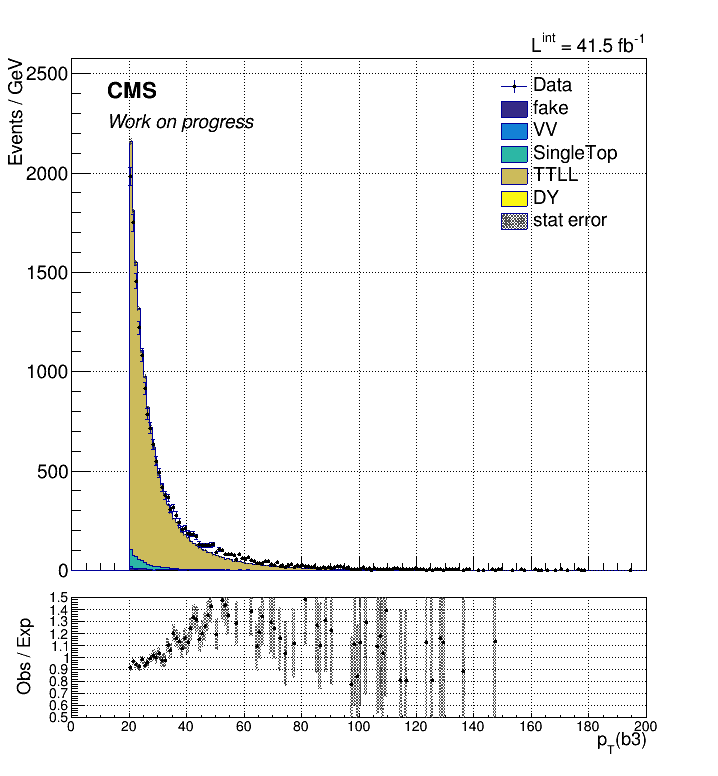 L^int = 41.5 fb^-1
Events / GeV
2500
2000
1500
1000
500
0
CMS
Work on progress
Data
fake
VV
SingleTop
TTLL
DY
stat error
Obs / Exp
1.5
1.4
1.3
1.2
1.1
1
0.9
0.8
0.7
0.6
0.5
0 20 40 60 80 100 120 140 160 180 200
p_T(b3)